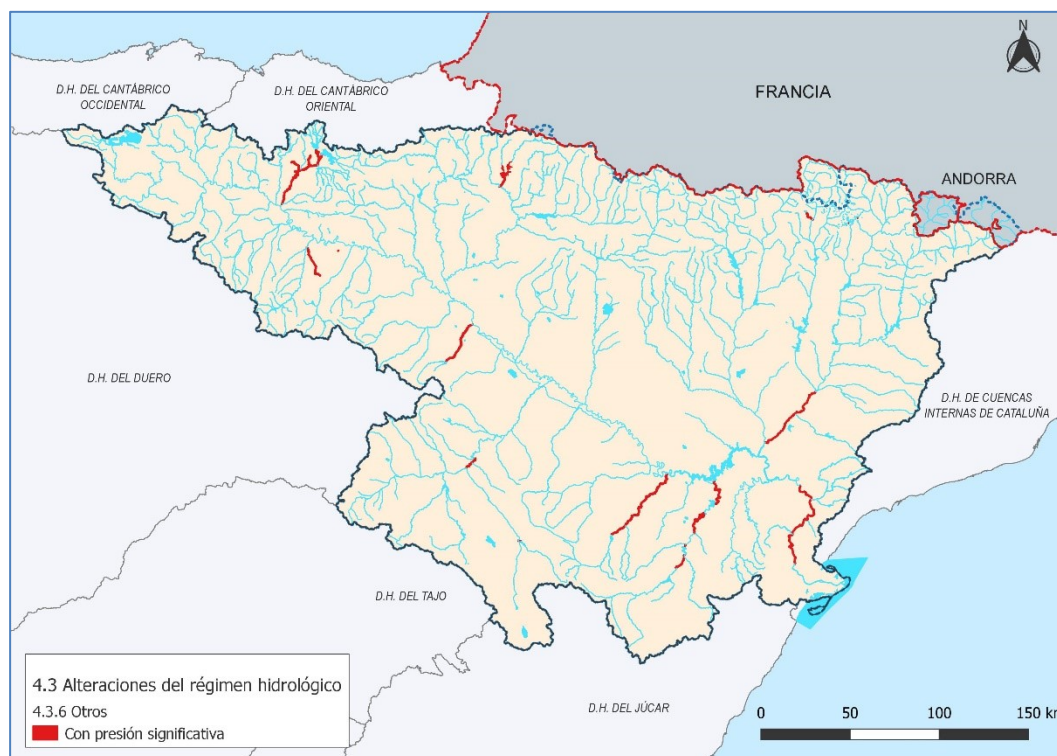 N
D.H. DEL CANTÁBRICO
OCCIDENTAL
D.H. DEL CANTÁBRICO
ORIENTAL
FRANCIA
ANDORRA
D.H. DEL DUERO
D.H. DE CUENCAS
INTERNAS DE CATALUÑA
D.H. DEL TAJO
D.H. DEL JÚCAR
4.3 Alteraciones del régimen hidrológico
4.3.6 Otros
Con presión significativa
0 50 100 150 km